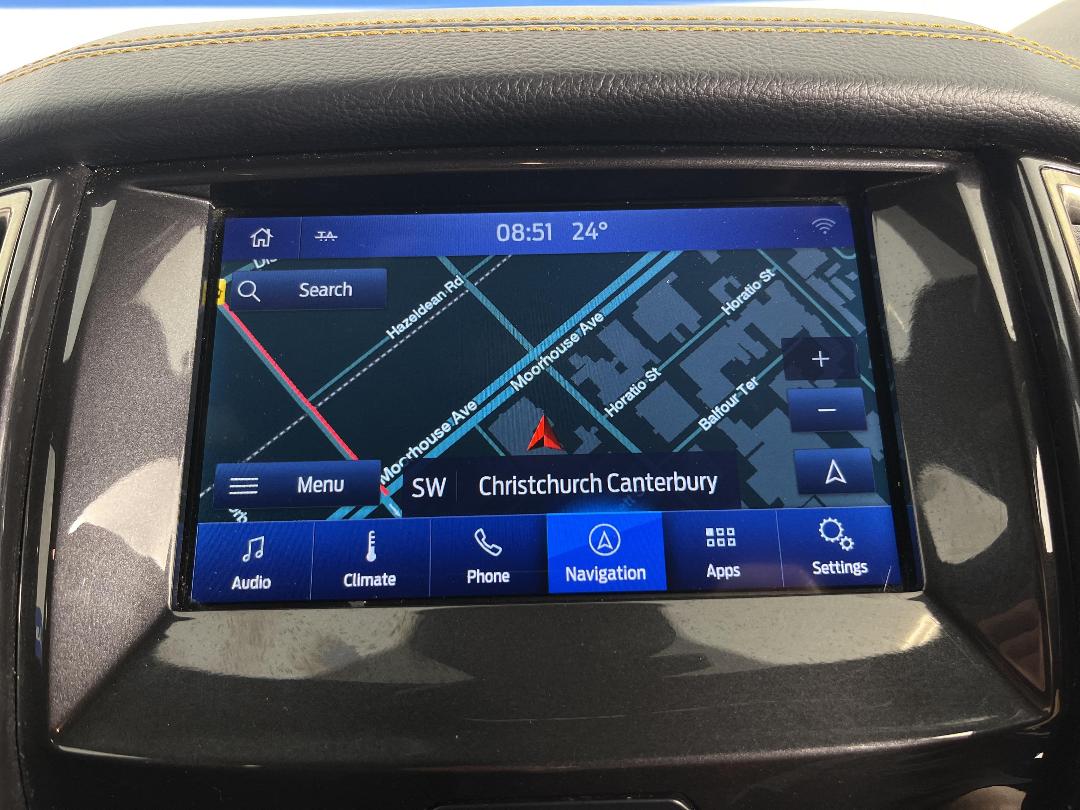 TA
08:51 24°
Search
Hazeldean Rd
Moorhouse Ave
Moorhouse Ave
Horatio St
Horatio St
Balfour Ter
+
−
Menu
SW
Christchurch Canterbury
Audio
Climate
Phone
Navigation
Apps
Settings